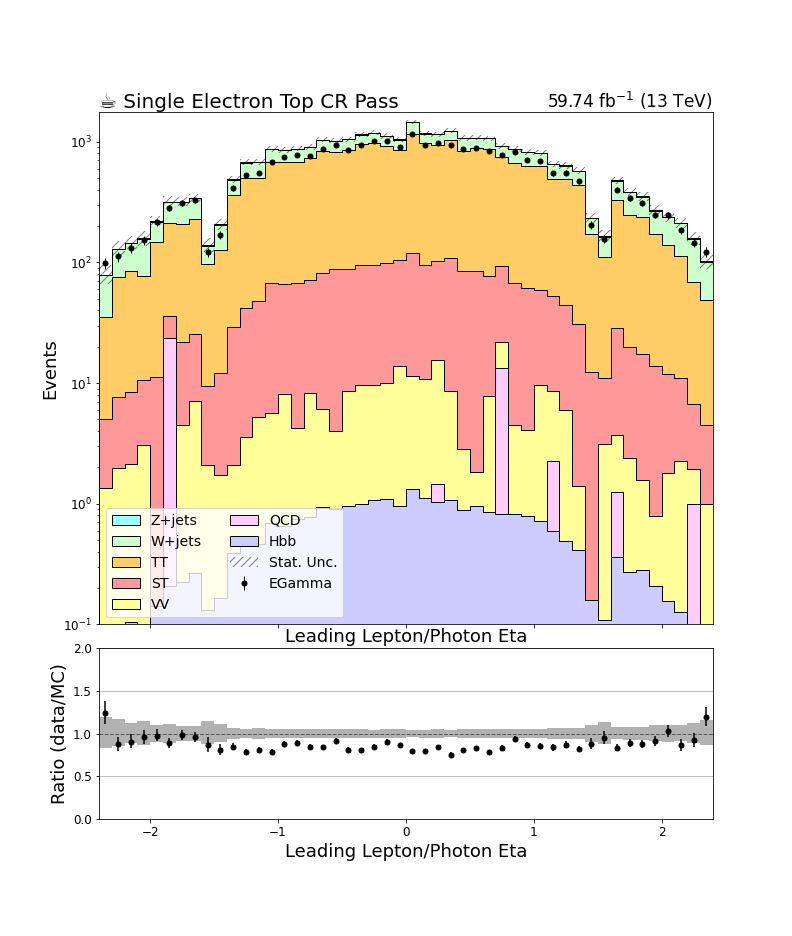 ☕ Single Electron Top CR Pass 59.74 fb⁻¹ (13 TeV)
Events
10³
10²
10¹
10⁰
10⁻¹
Z+jets QCD
W+jets Hbb
TT Stat. Unc.
ST EGamma
VV
Leading Lepton/Photon Eta
Ratio (data/MC)
2.0
1.5
1.0
0.5
0.0
−2 −1 0 1 2
Leading Lepton/Photon Eta